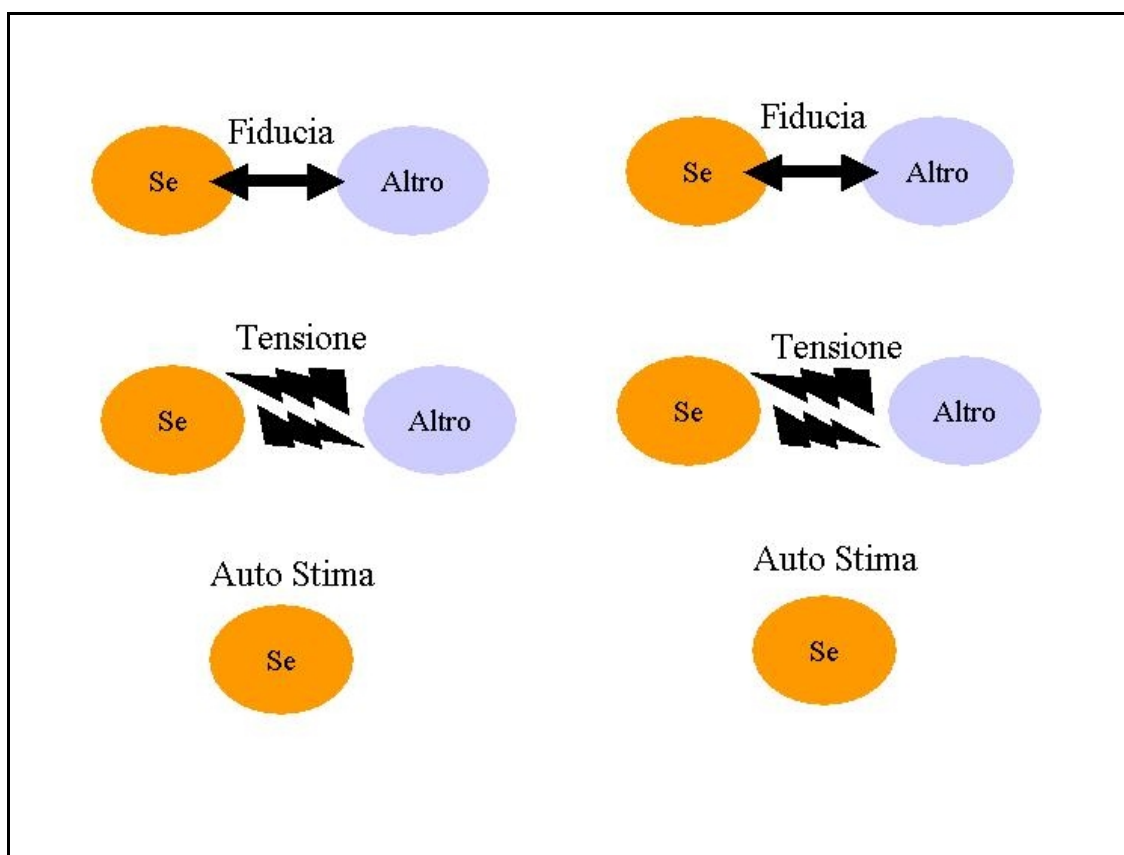 Fiducia
Se
Altro
Fiducia
Se
Altro
Tensione
Se
Altro
Tensione
Se
Altro
Auto Stima
Se
Auto Stima
Se